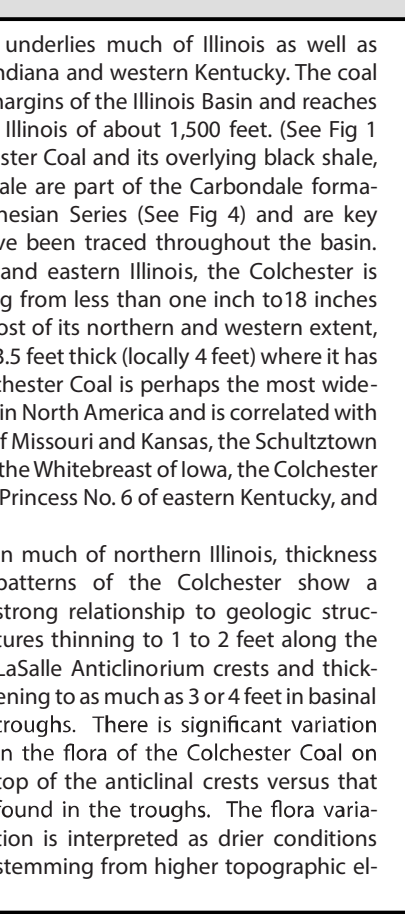 underlies much of Illinois as well as
ndiana and western Kentucky. The coal
nargins of the Illinois Basin and reaches
Illinois of about 1,500 feet. (See Fig 1
ster Coal and its overlying black shale,
ale are part of the Carbondale forma-
nesian Series (See Fig 4) and are key
ve been traced throughout the basin.
and eastern Illinois, the Colchester is
g from less than one inch to18 inches
ost of its northern and western extent,
3.5 feet thick (locally 4 feet) where it has
chester Coal is perhaps the most wide-
in North America and is correlated with
f Missouri and Kansas, the Schultztown
the Whitebreast of Iowa, the Colchester
Princess No. 6 of eastern Kentucky, and
n much of northern Illinois, thickness
patterns of the Colchester show a
strong relationship to geologic struc-
tures thinning to 1 to 2 feet along the
LaSalle Anticlinorium crests and thick-
ening to as much as 3 or 4 feet in basinal
troughs. There is significant variation
n the flora of the Colchester Coal on
top of the anticlinal crests versus that
found in the troughs. The flora varia-
tion is interpreted as drier conditions
stemming from higher topographic el-